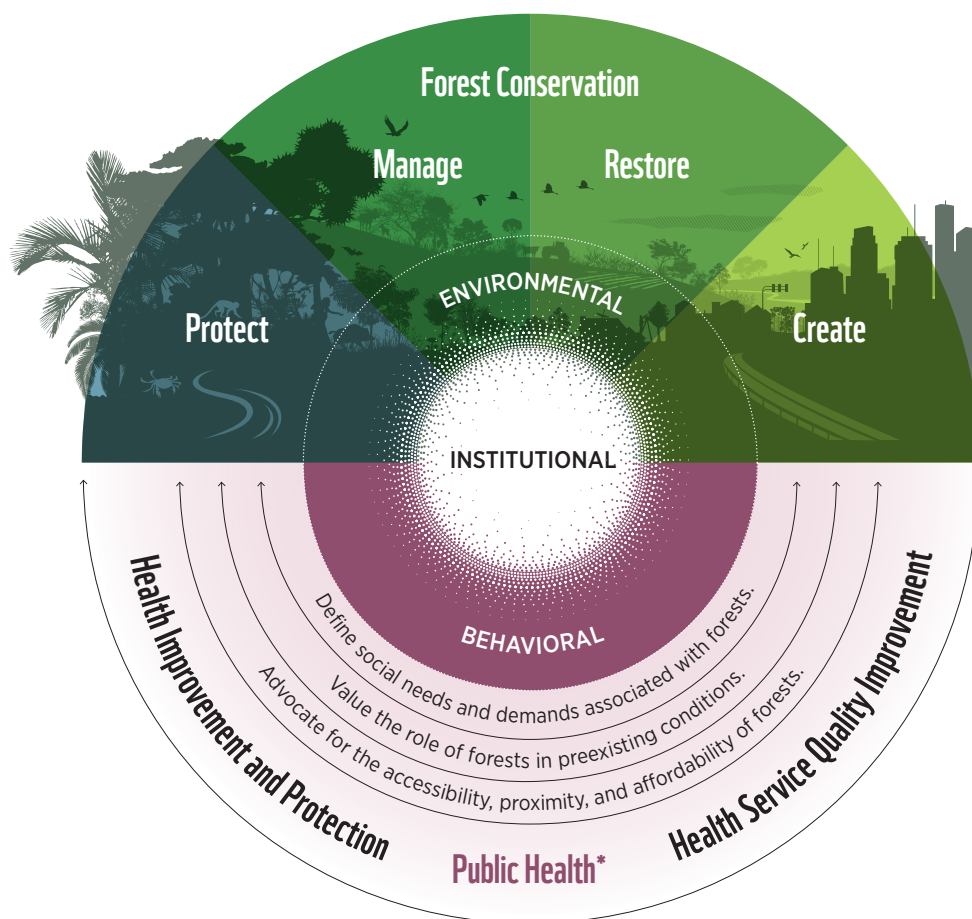 Forest Conservation
Manage
Restore
Protect
Create
ENVIRONMENTAL
INSTITUTIONAL
BEHAVIORAL
Define social needs and demands associated with forests.
Value the role of forests in preexisting conditions.
Advocate for the accessibility, proximity, and affordability of forests.
Health Improvement and Protection
Health Service Quality Improvement
Public Health*